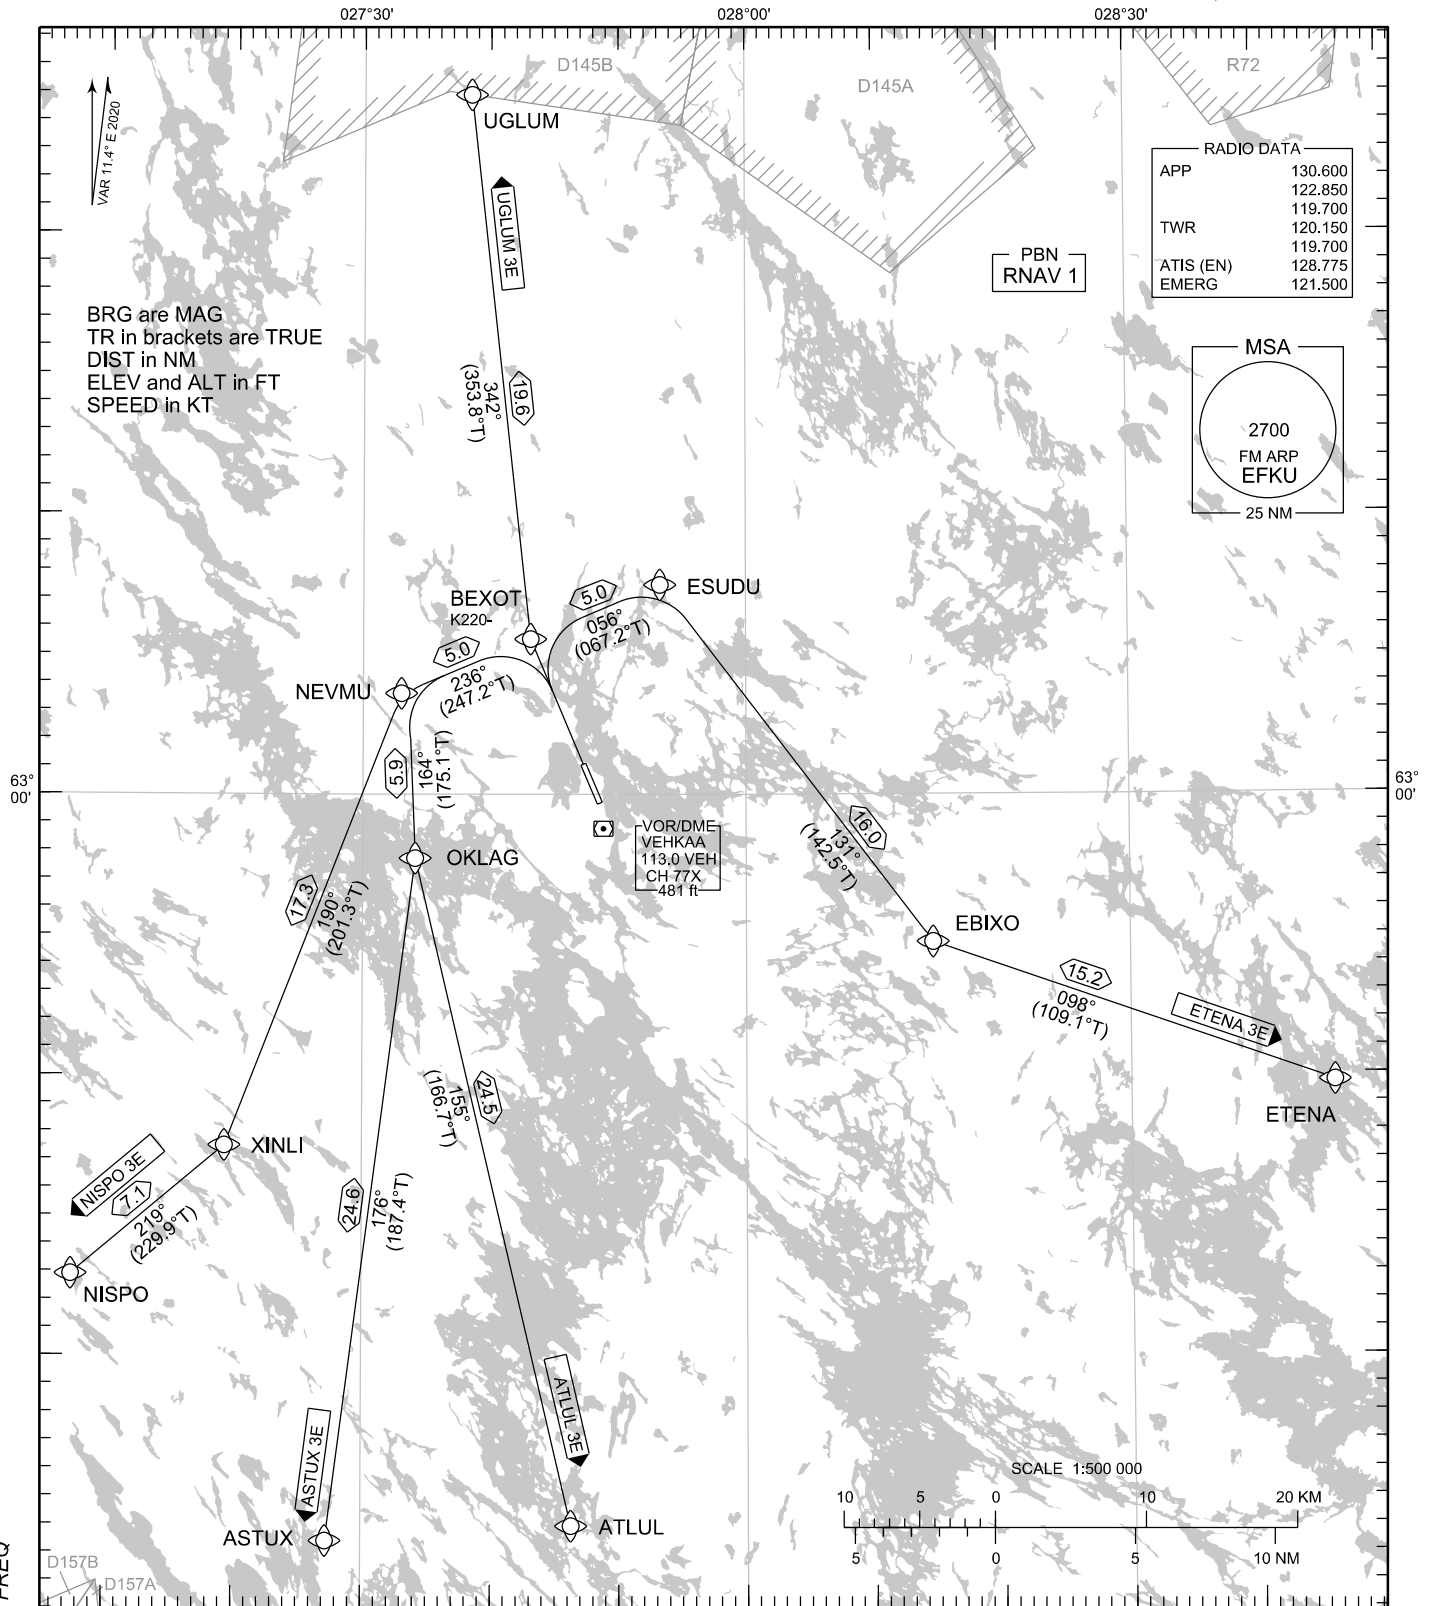 027°30'
028°00'
028°30'
D145B
D145A
R72
VAR 11.4° E 2020
UGLUM
RADIO DATA
APP 130.600
122.850
119.700
TWR 120.150
119.700
ATIS (EN) 128.775
EMERG 121.500
UGLUM 3E
PBN
RNAV 1
BRG are MAG
TR in brackets are TRUE
DIST in NM
ELEV and ALT in FT
SPEED in KT
MSA
2700
FM ARP
EFKU
25 NM
342°
(353.8°T)
19.6
BEXOT
K220-
5.0
056°
(067.2°T)
ESUDU
5.0
236°
(247.2°T)
NEVMU
5.9
164°
(175.1°T)
63°
00'
63°
00'
VOR/DME
VEHKAA
113.0 VEH
CH 77X
481 ft
16.0
131°
(142.5°T)
OKLAG
17.3
190°
(201.3°T)
EBIXO
15.2
098°
(109.1°T)
ETENA 3E
ETENA
155°
(166.7°T)
24.5
XINLI
NISPO 3E
7.1
219°
(229.9°T)
24.6
176°
(187.4°T)
NISPO
ATLUL 3E
ASTUX 3E
SCALE 1:500 000
10 5 0 10 20 KM
5 0 5 10 NM
ASTUX
ATLUL
D157B
D157A
FREQ